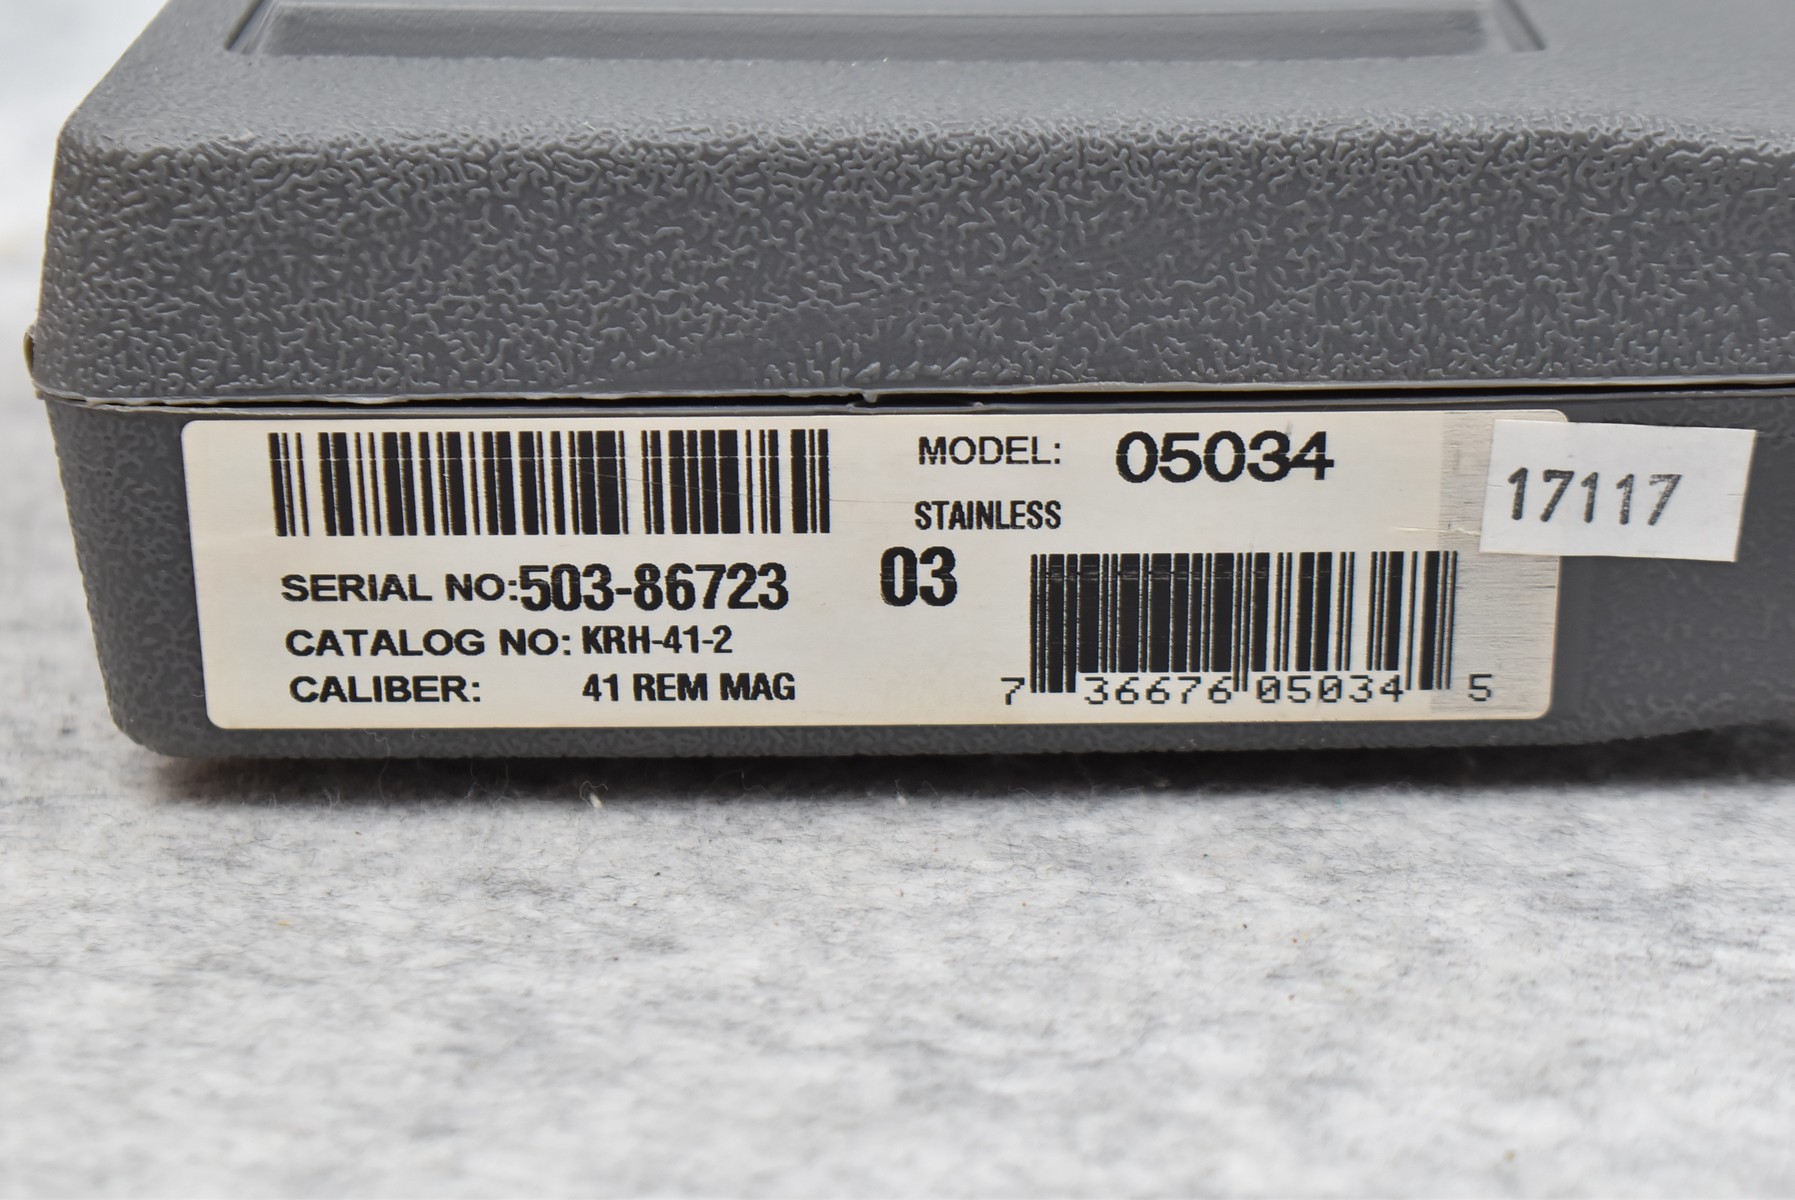 MODEL: 05034
STAINLESS
SERIAL NO:503-86723
03
CATALOG NO: KRH-41-2
CALIBER: 41 REM MAG
7 36676 05034 5
17117